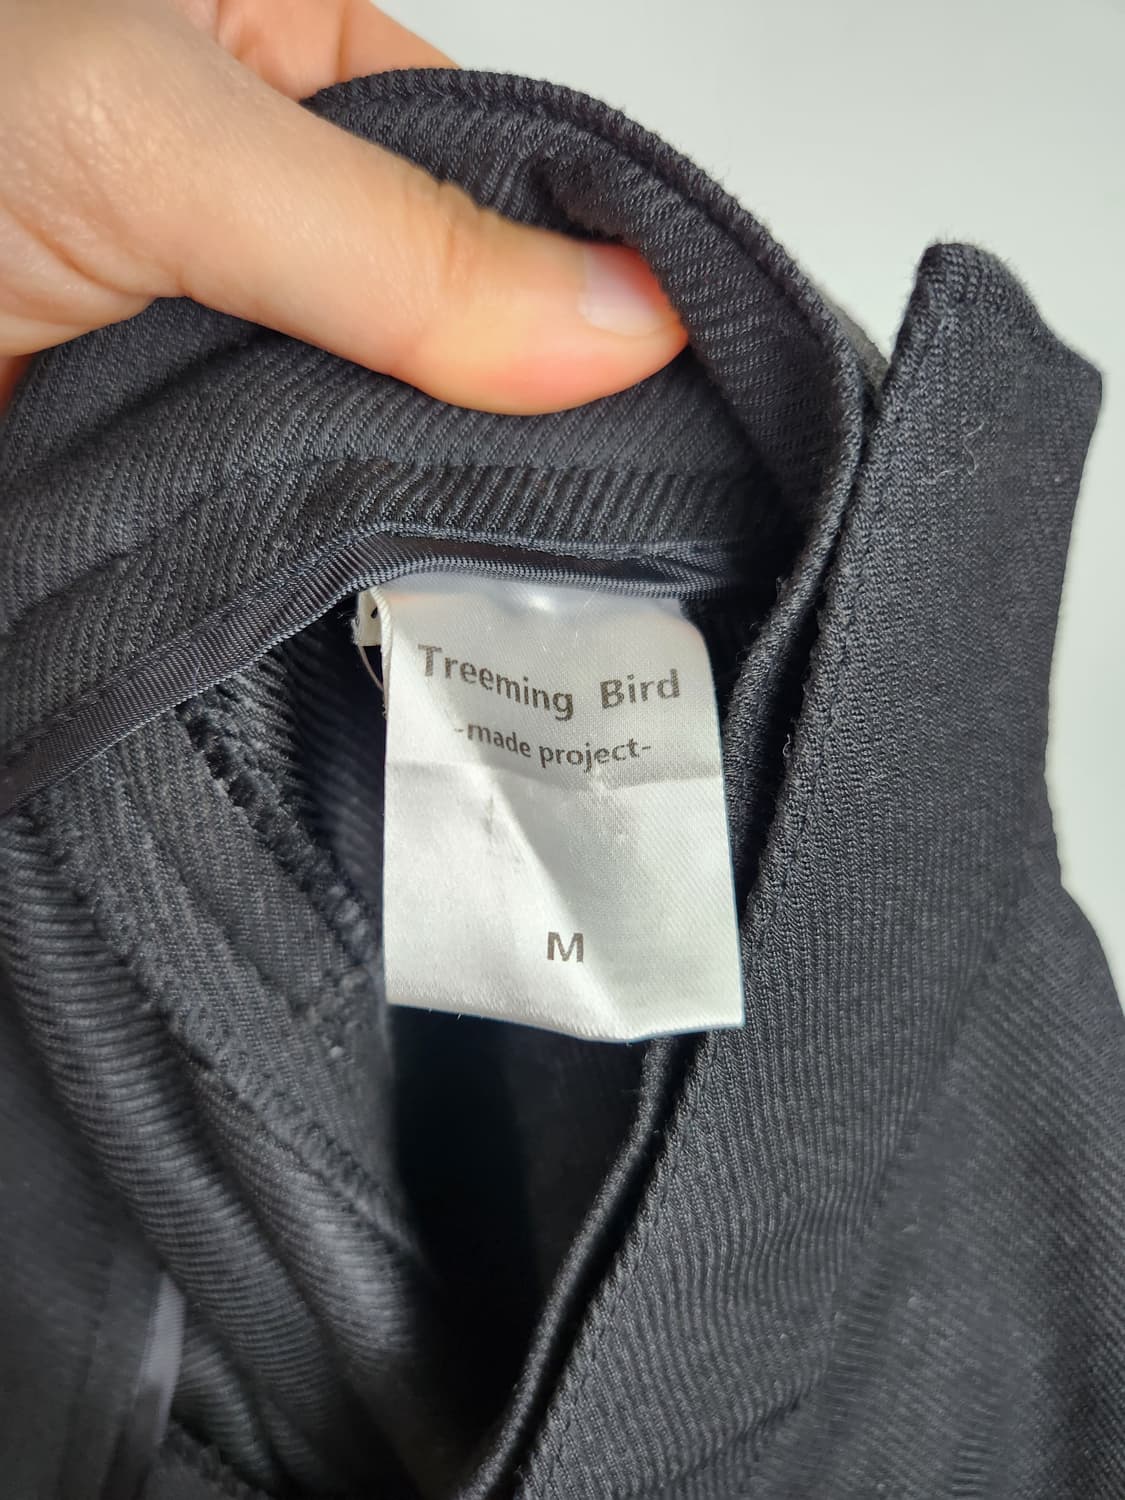 Treeming Bird
-made project-
M